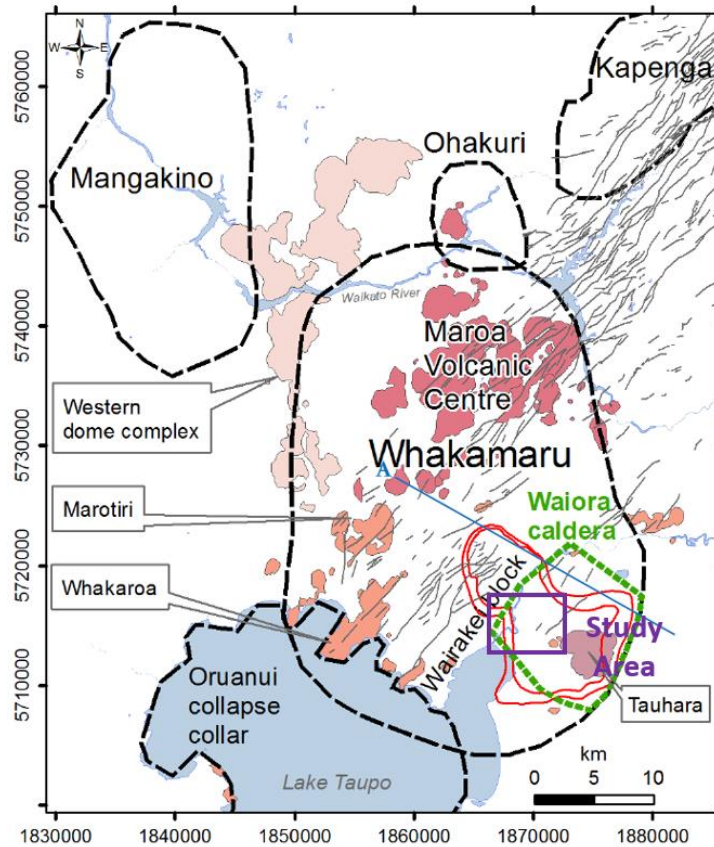 N
W E
S
Kapenga
Ohakuri
Mangakino
Waikato River
Maroa
Volcanic
Centre
Western
dome complex
Whakamaru
A
Marotiri
Waiora
caldera
Whakaroa
Wairakei block
Study
Area
Oruanui
collapse
collar
Tauhara
km
0 5 10
Lake Taupo
5760000
5750000
5740000
5730000
5720000
5710000
1830000 1840000 1850000 1860000 1870000 1880000